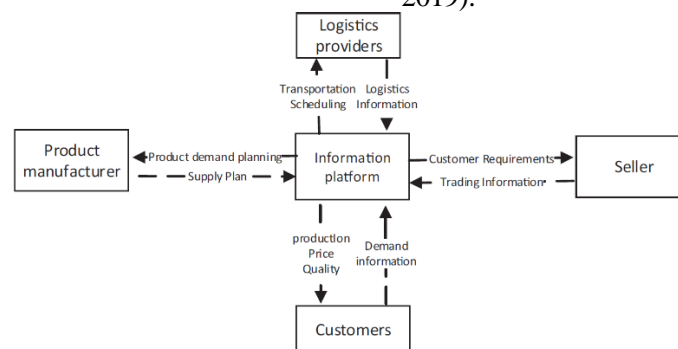 2019).
Logistics
providers
Transportation
Scheduling
Logistics
Information
Product
manufacturer
Product demand planning
Supply Plan
Information
platform
Customer Requirements
Trading Information
Seller
production
Price
Quality
Demand
information
Customers